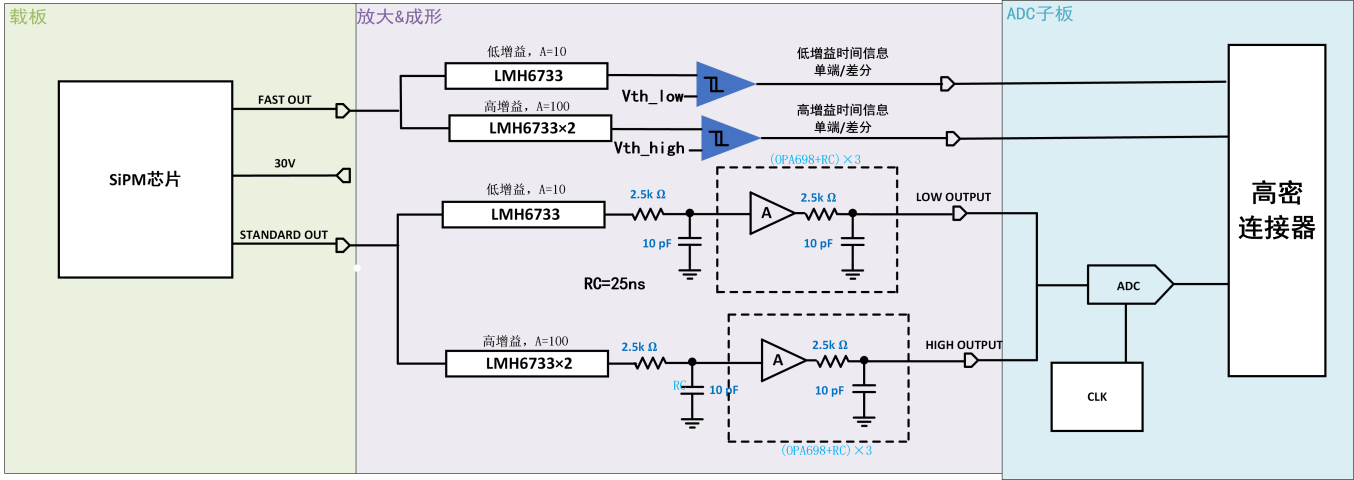 载板
放大&成形
ADC子板
SiPM芯片
FAST OUT
30V
STANDARD OUT
低增益，A=10
LMH6733
高增益，A=100
LMH6733×2
Vth_low
Vth_high
低增益时间信息
单端/差分
高增益时间信息
单端/差分
(OPA698+RC)×3
低增益，A=10
LMH6733
2.5k Ω
10 pF
A
2.5k Ω
10 pF
LOW OUTPUT
RC=25ns
高增益，A=100
LMH6733×2
2.5k Ω
RC
10 pF
A
2.5k Ω
10 pF
HIGH OUTPUT
(OPA698+RC)×3
ADC
CLK
高密
连接器